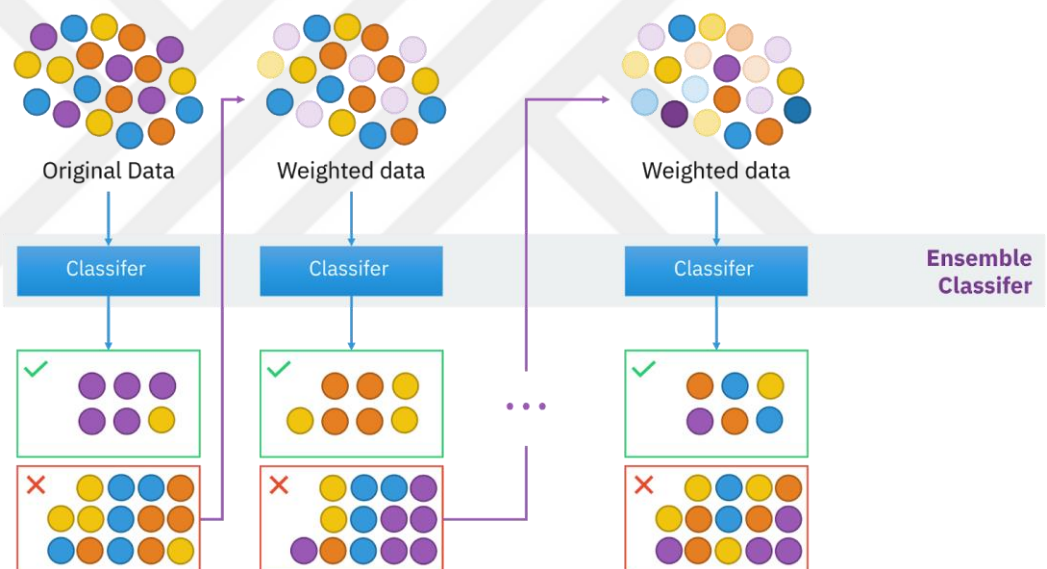 Original Data
Weighted data
Weighted data
Classifer
Classifer
Classifer
Ensemble
Classifer